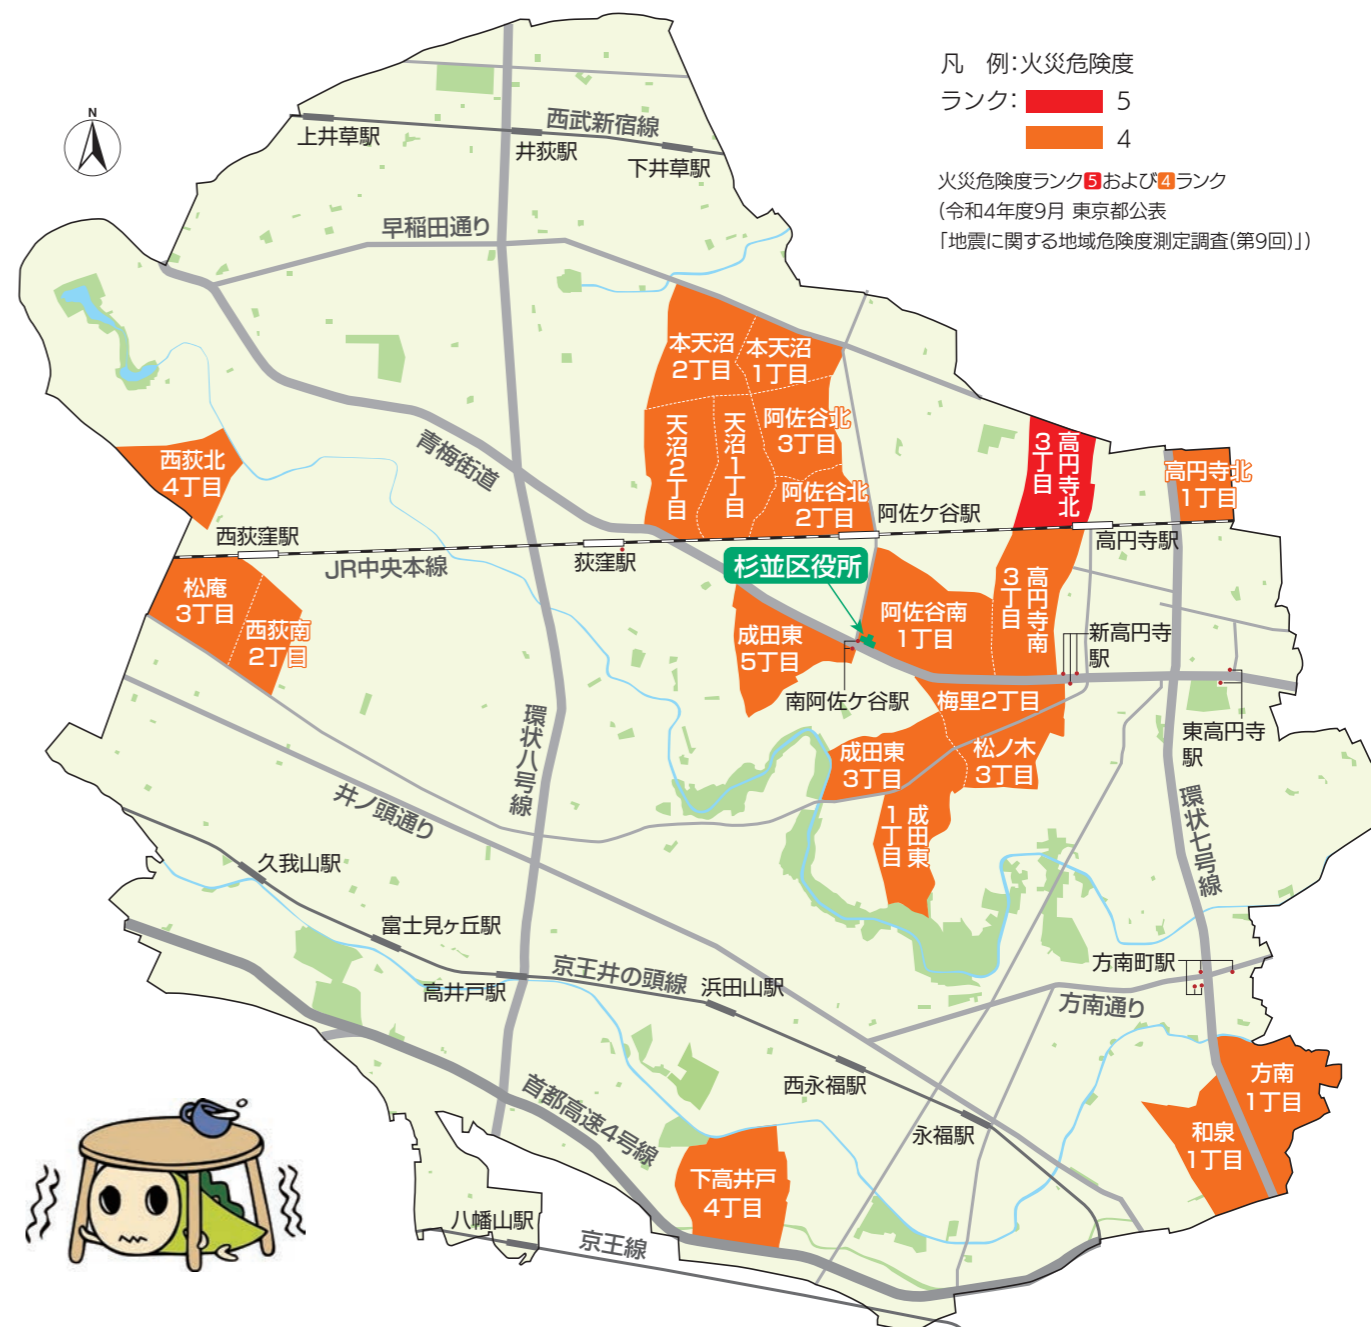 凡　例：火災危険度
ランク：
5
4
火災危険度ランク5および4ランク
(令和4年度9月 東京都公表
「地震に関する地域危険度測定調査(第9回)」)
N
上井草駅
西武新宿線
井荻駅
下井草駅
早稲田通り
本天沼
2丁目
本天沼
1丁目
阿佐谷北
3丁目
天沼2丁目
天沼1丁目
阿佐谷北
2丁目
青梅街道
西荻北
4丁目
高円寺北
3丁目
高円寺北
1丁目
西荻窪駅
JR中央本線
荻窪駅
阿佐ケ谷駅
高円寺駅
杉並区役所
松庵
3丁目
西荻南
2丁目
成田東
5丁目
阿佐谷南
1丁目
高円寺南
3丁目
新高円寺
駅
南阿佐ケ谷駅
梅里2丁目
東高円寺
駅
成田東
3丁目
松ノ木
3丁目
成田東
1丁目
環状八号線
井ノ頭通り
環状七号線
久我山駅
富士見ヶ丘駅
高井戸駅
京王井の頭線
浜田山駅
方南町駅
方南通り
西永福駅
永福駅
方南
1丁目
和泉
1丁目
首都高速4号線
下高井戸
4丁目
八幡山駅
京王線